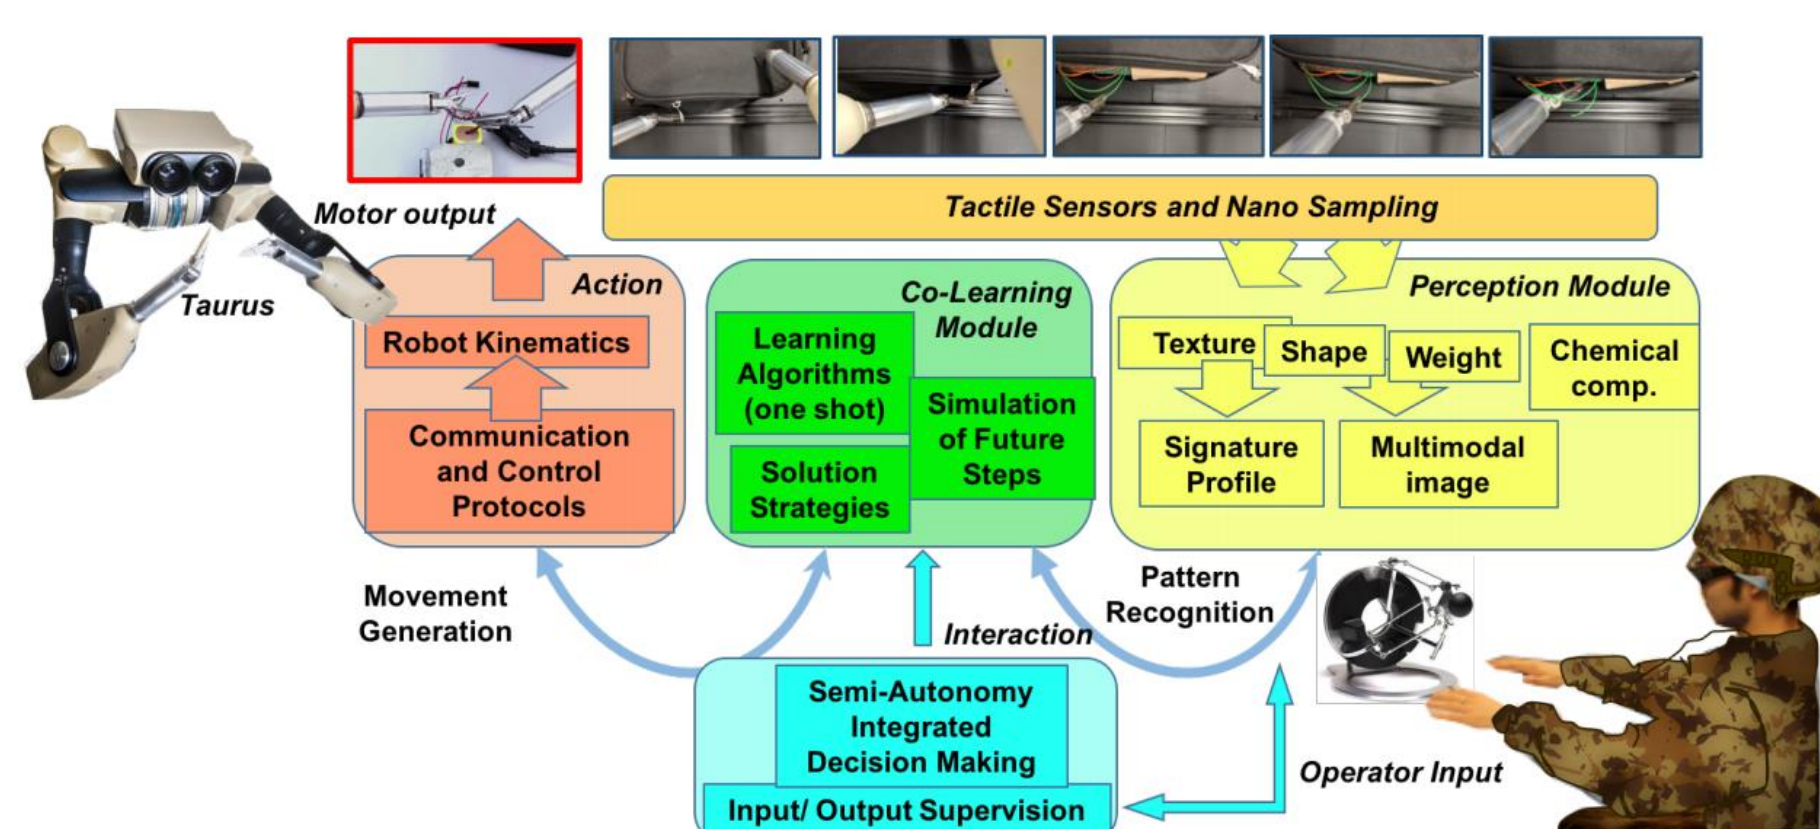 Tactile Sensors and Nano Sampling
Motor output
Taurus
Action
Robot Kinematics
Communication
and Control
Protocols
Co-Learning
Module
Learning
Algorithms
(one shot)
Simulation
of Future
Steps
Solution
Strategies
Perception Module
Texture
Shape
Weight
Chemical
comp.
Signature
Profile
Multimodal
image
Movement
Generation
Interaction
Pattern
Recognition
Semi-Autonomy
Integrated
Decision Making
Input/ Output Supervision
Operator Input